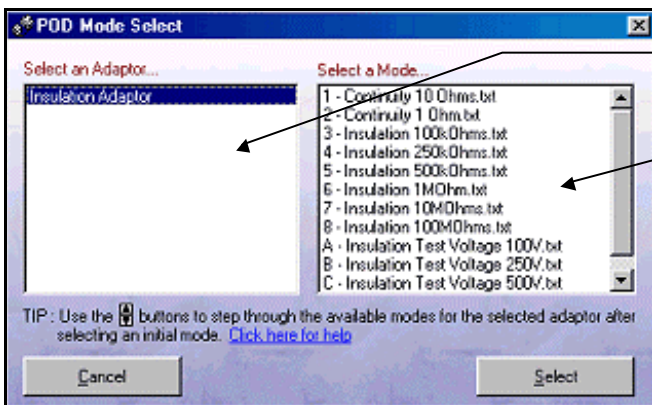 POD Mode Select
Select an Adaptor...
Insulation Adaptor
Select a Mode...
1 - Continuity 10 Ohms.txt
2 - Continuity 1 Ohm.txt
3 - Insulation 100kOhms.txt
4 - Insulation 250kOhms.txt
5 - Insulation 500kOhms.txt
6 - Insulation 1MOhm.txt
7 - Insulation 10MOhms.txt
8 - Insulation 100MOhms.txt
A - Insulation Test Voltage 100V.txt
B - Insulation Test Voltage 250V.txt
C - Insulation Test Voltage 500V.txt
TIP : Use the buttons to step through the available modes for the selected adaptor after
selecting an initial mode. Click here for help
Cancel
Select